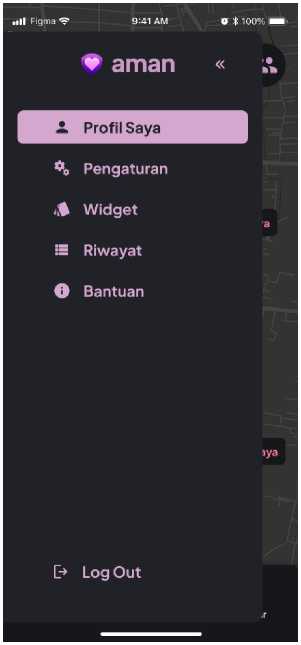 Figma
9:41 AM
100%
aman
Profil Saya
Pengaturan
Widget
Riwayat
Bantuan
Log Out